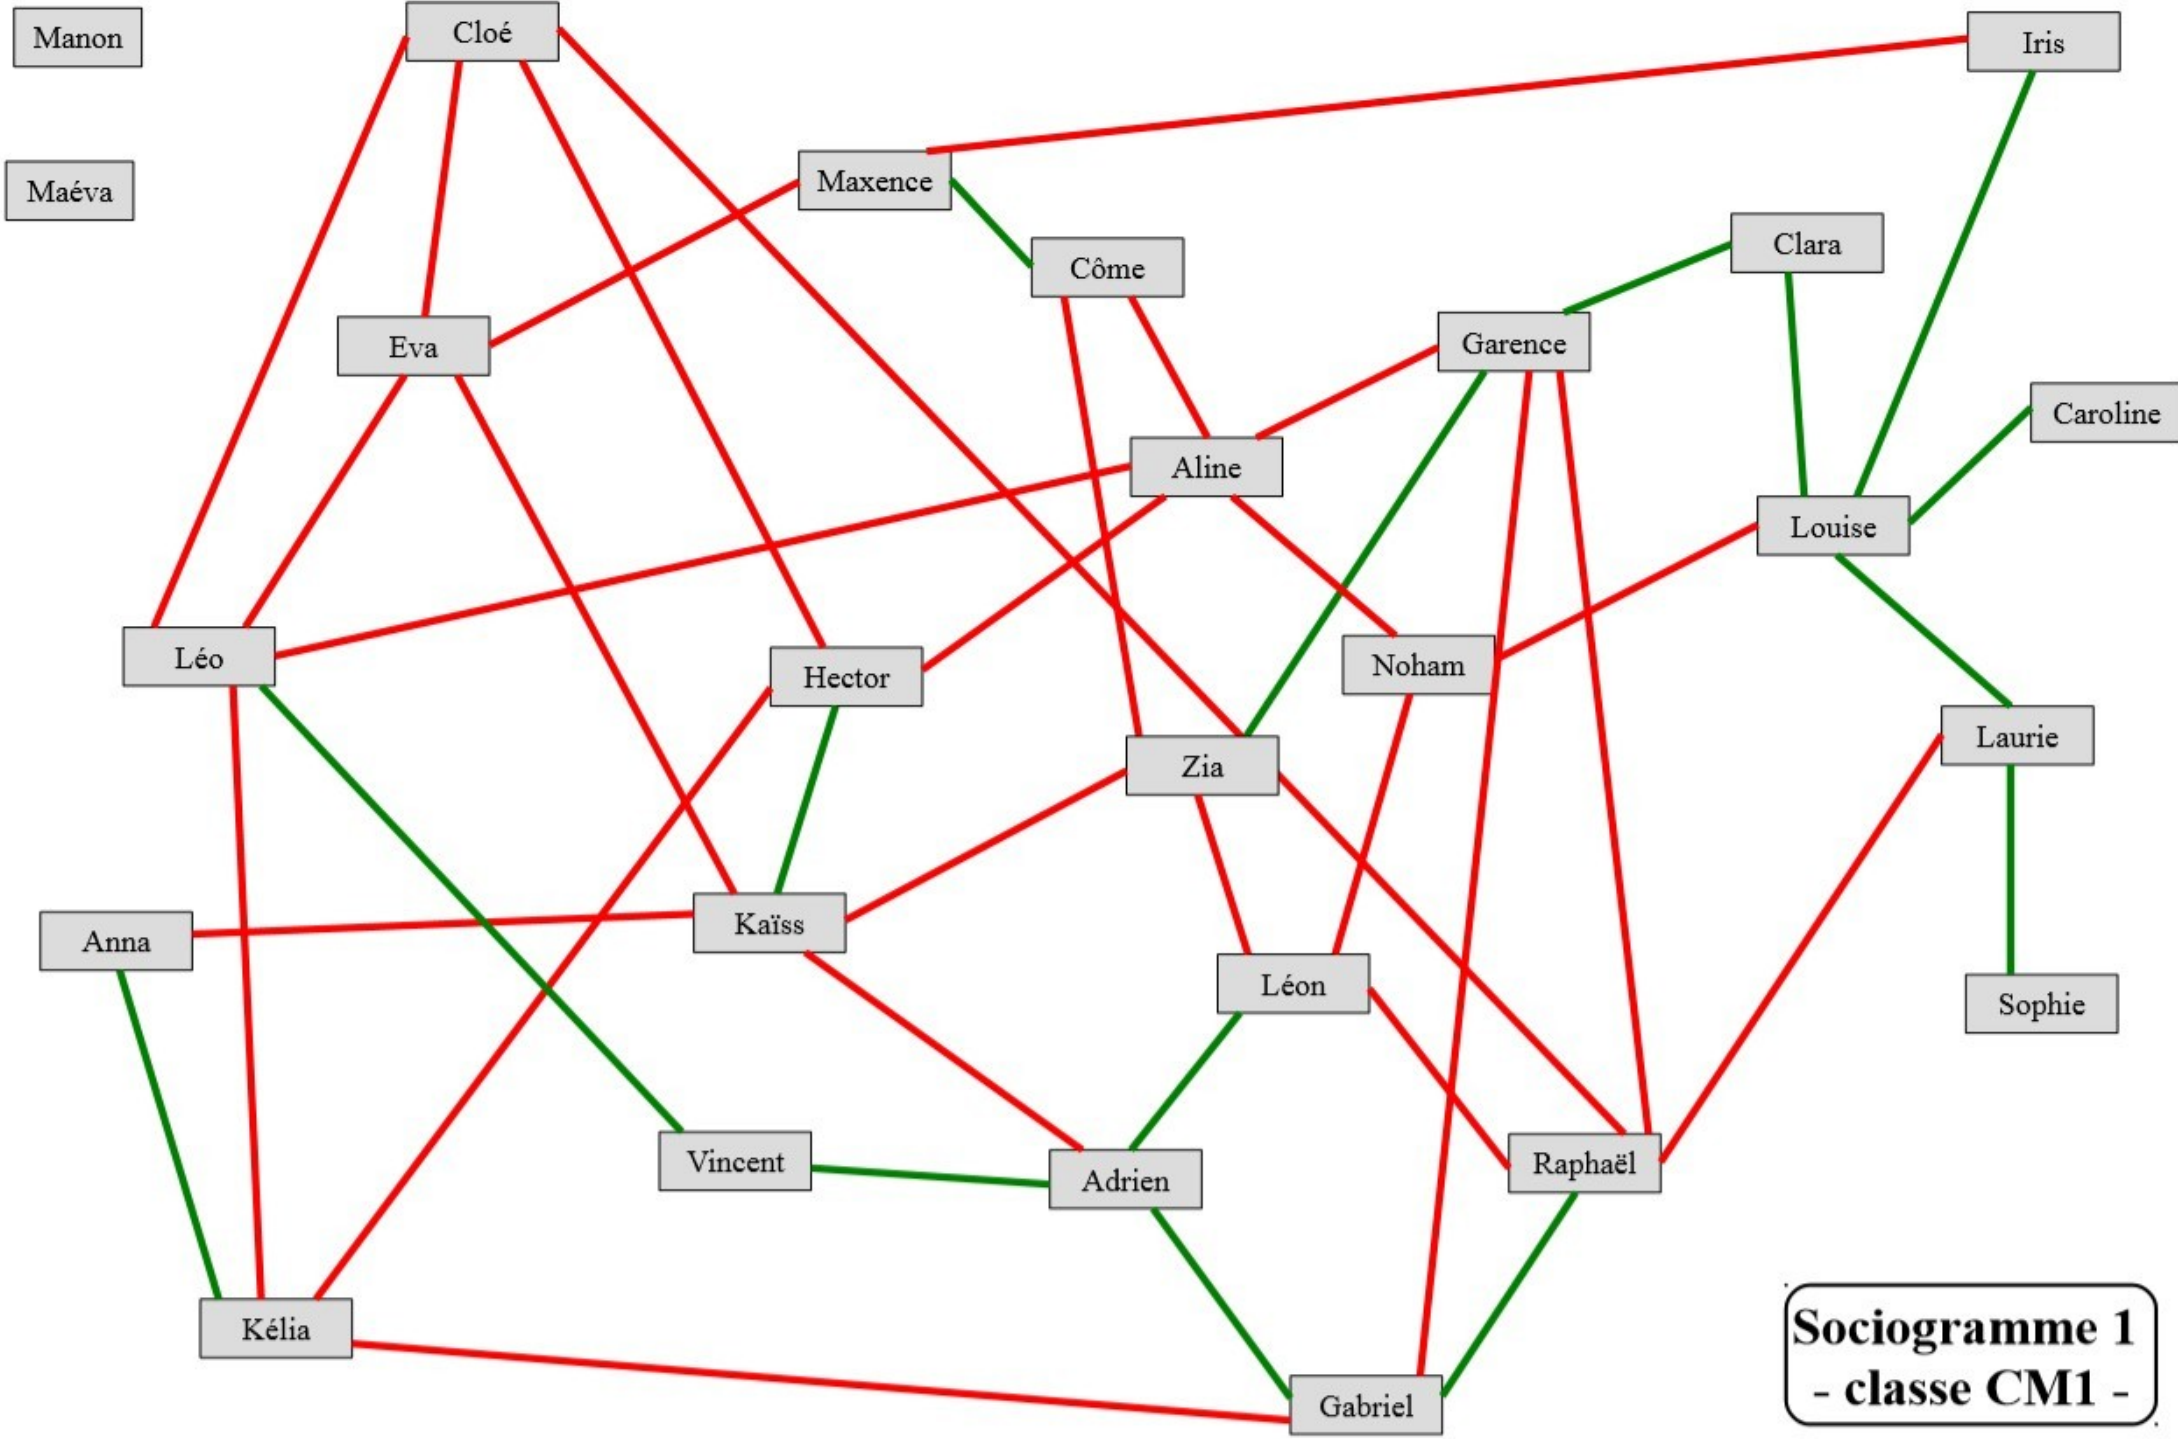 Manon
Cloé
Iris
Maxence
Maéva
Clara
Côme
Garence
Eva
Caroline
Aline
Louise
Léo
Noham
Hector
Laurie
Zia
Kaïss
Anna
Léon
Sophie
Vincent
Raphaël
Adrien
Kélia
Sociogramme 1
- classe CM1 -
Gabriel